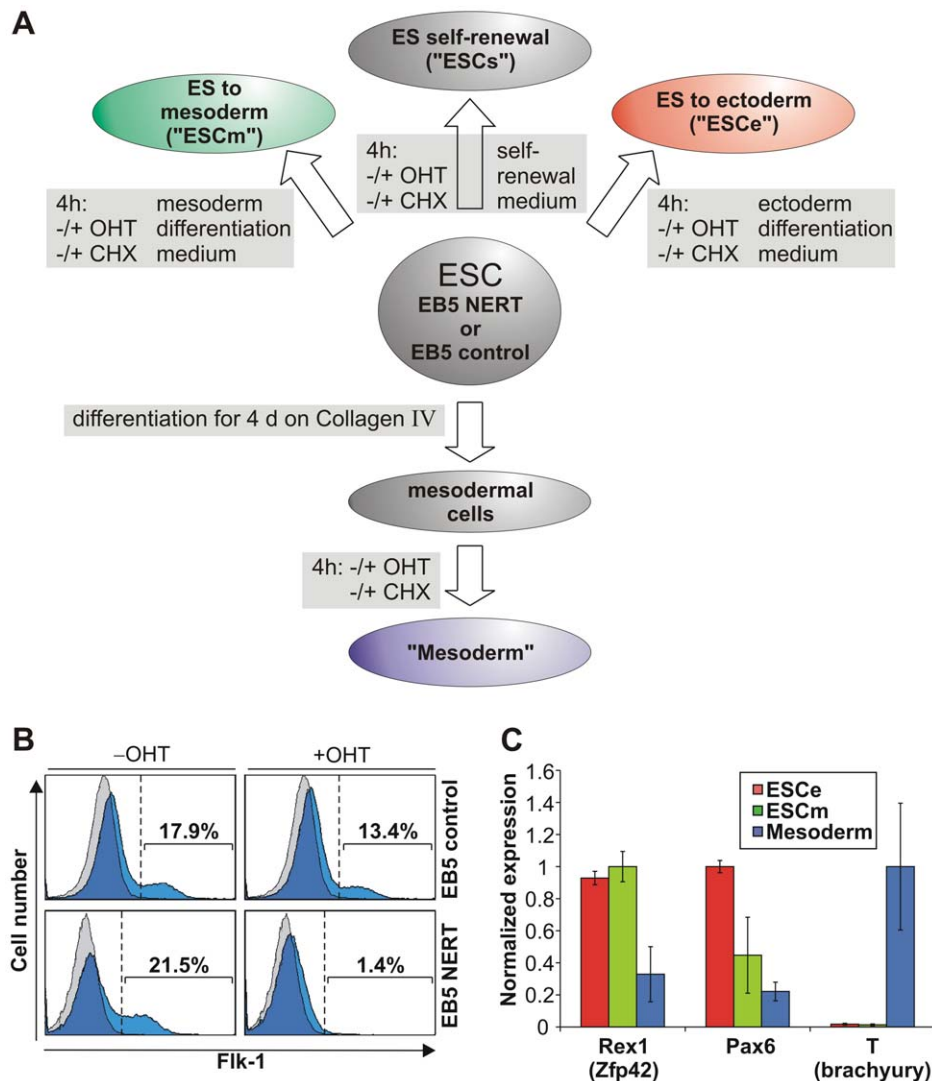 A
ES self-renewal
("ESCs")
ES to
mesoderm
("ESCm")
ES to ectoderm
("ESCe")
4h: self-
-/+ OHT renewal
-/+ CHX medium
4h: mesoderm
-/+ OHT differentiation
-/+ CHX medium
4h: ectoderm
-/+ OHT differentiation
-/+ CHX medium
ESC
EB5 NERT
or
EB5 control
differentiation for 4 d on Collagen IV
mesodermal
cells
4h: -/+ OHT
-/+ CHX
"Mesoderm"
B
–OHT +OHT
17.9% 13.4%
EB5 control
21.5% 1.4%
EB5 NERT
Cell number
Flk-1
C
Normalized expression
1.6
1.4
1.2
1
0.8
0.6
0.4
0.2
0
ESCe
ESCm
Mesoderm
Rex1 Pax6 T
(Zfp42) (brachyury)